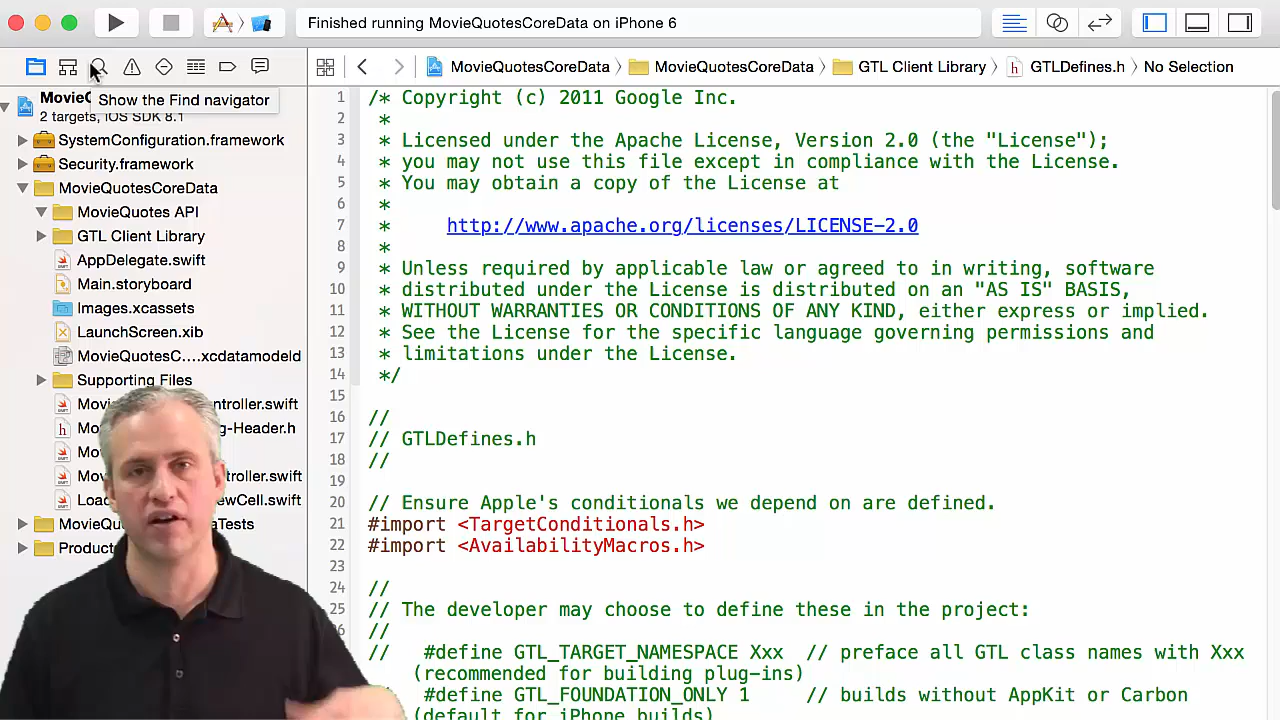 Finished running MovieQuotesCoreData on iPhone 6
MovieQuotesCoreData
MovieQuotesCoreData
GTL Client Library
GTLDefines.h
No Selection
Show the Find navigator
MovieQ
2 targets, iOS SDK 8.1
SystemConfiguration.framework
Security.framework
MovieQuotesCoreData
MovieQuotes API
GTL Client Library
AppDelegate.swift
Main.storyboard
Images.xcassets
LaunchScreen.xib
MovieQuotesC....xcdatamodeld
Supporting Files
ntroller.swift
g-Header.h
ntroller.swift
ewCell.swift
MovieQuo
taTests
Product
1 /* Copyright (c) 2011 Google Inc.
2 *
3 * Licensed under the Apache License, Version 2.0 (the "License");
4 * you may not use this file except in compliance with the License.
5 * You may obtain a copy of the License at
6 *
7 * http://www.apache.org/licenses/LICENSE-2.0
8 *
9 * Unless required by applicable law or agreed to in writing, software
10 * distributed under the License is distributed on an "AS IS" BASIS,
11 * WITHOUT WARRANTIES OR CONDITIONS OF ANY KIND, either express or implied.
12 * See the License for the specific language governing permissions and
13 * limitations under the License.
14 */
15
16 //
17 // GTLDefines.h
18 //
19
20 // Ensure Apple's conditionals we depend on are defined.
21 #import <TargetConditionals.h>
22 #import <AvailabilityMacros.h>
23
24 //
25 // The developer may choose to define these in the project:
26 //
// #define GTL_TARGET_NAMESPACE Xxx // preface all GTL class names with Xxx
(recommended for building plug-ins)
// #define GTL_FOUNDATION_ONLY 1 // builds without AppKit or Carbon
(default for iPhone builds)